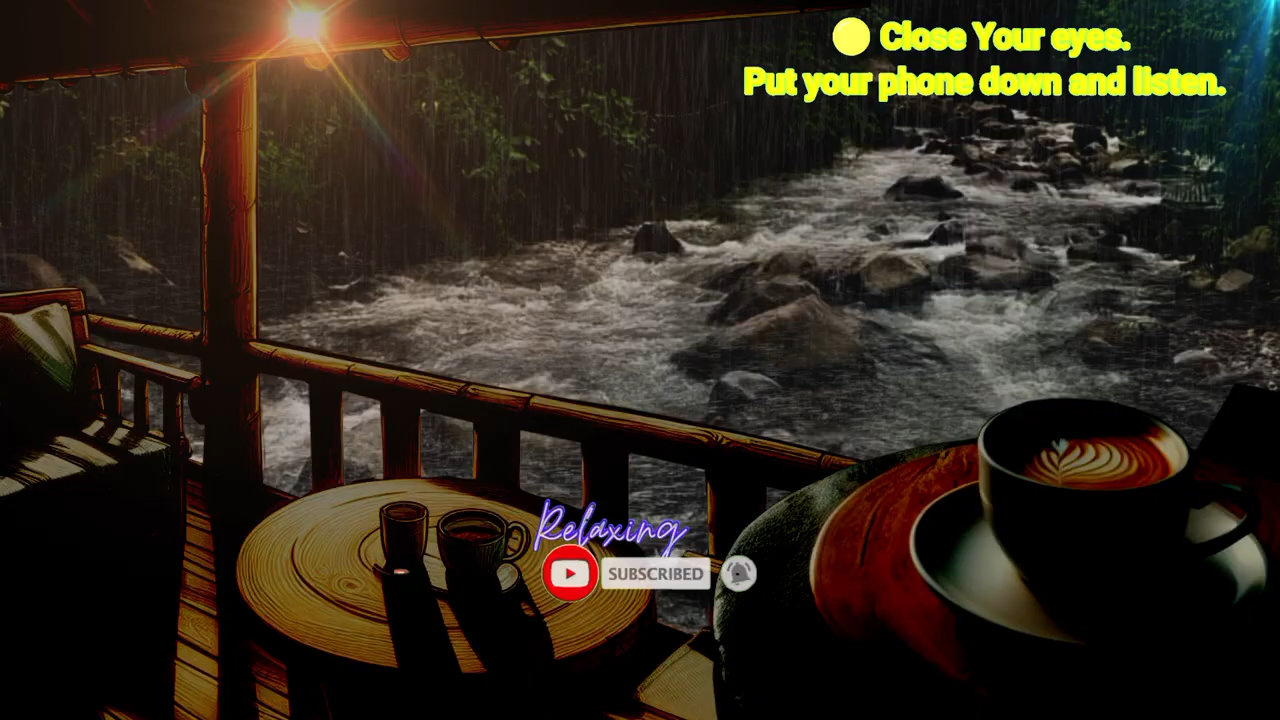 Close Your eyes.
Put your phone down and listen.
Relaxing
SUBSCRIBED